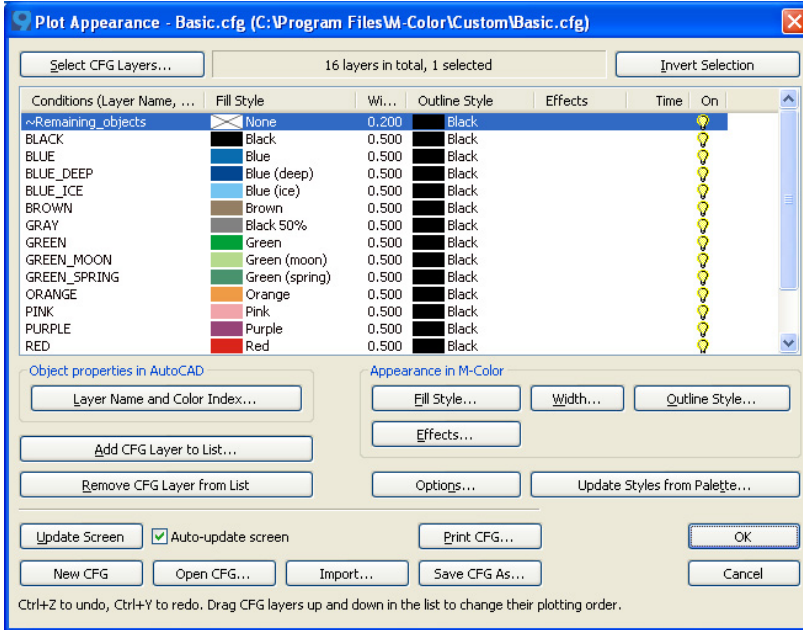 Plot Appearance - Basic.cfg (C:\Program Files\M-Color\Custom\Basic.cfg)
Select CFG Layers... 16 layers in total, 1 selected Invert Selection
Conditions (Layer Name, ... Fill Style Wi... Outline Style Effects Time On
~Remaining_objects None 0.200 Black
BLACK Black 0.500 Black
BLUE Blue 0.500 Black
BLUE_DEEP Blue (deep) 0.500 Black
BLUE_ICE Blue (ice) 0.500 Black
BROWN Brown 0.500 Black
GRAY Black 50% 0.500 Black
GREEN Green 0.500 Black
GREEN_MOON Green (moon) 0.500 Black
GREEN_SPRING Green (spring) 0.500 Black
ORANGE Orange 0.500 Black
PINK Pink 0.500 Black
PURPLE Purple 0.500 Black
RED Red 0.500 Black
Object properties in AutoCAD Appearance in M-Color
Layer Name and Color Index... Fill Style... Width... Outline Style...
Effects...
Add CFG Layer to List...
Remove CFG Layer from List Options... Update Styles from Palette...
Update Screen Auto-update screen Print CFG... OK
New CFG Open CFG... Import... Save CFG As... Cancel
Ctrl+Z to undo, Ctrl+Y to redo. Drag CFG layers up and down in the list to change their plotting order.